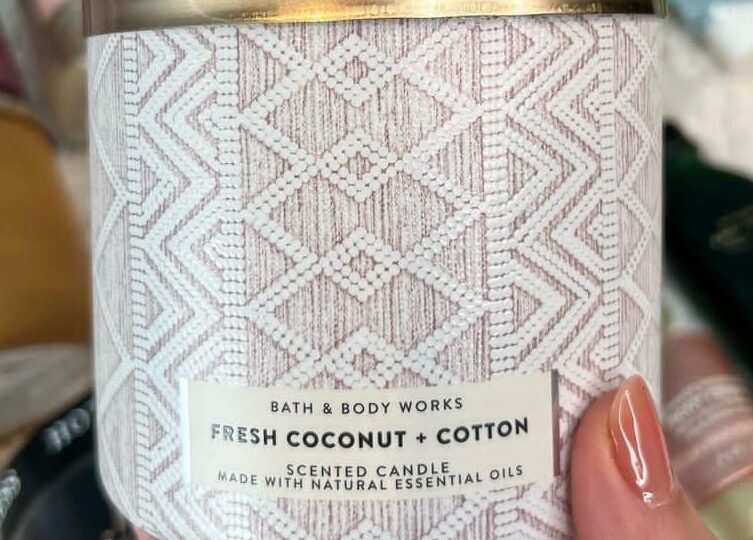 BATH & BODY WORKS
FRESH COCONUT + COTTON
SCENTED CANDLE
MADE WITH NATURAL ESSENTIAL OILS